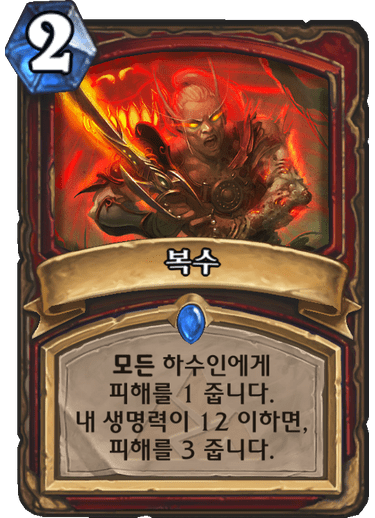 2
복수
모든 하수인에게
피해를 1 줍니다.
내 생명력이 12 이하면,
피해를 3 줍니다.